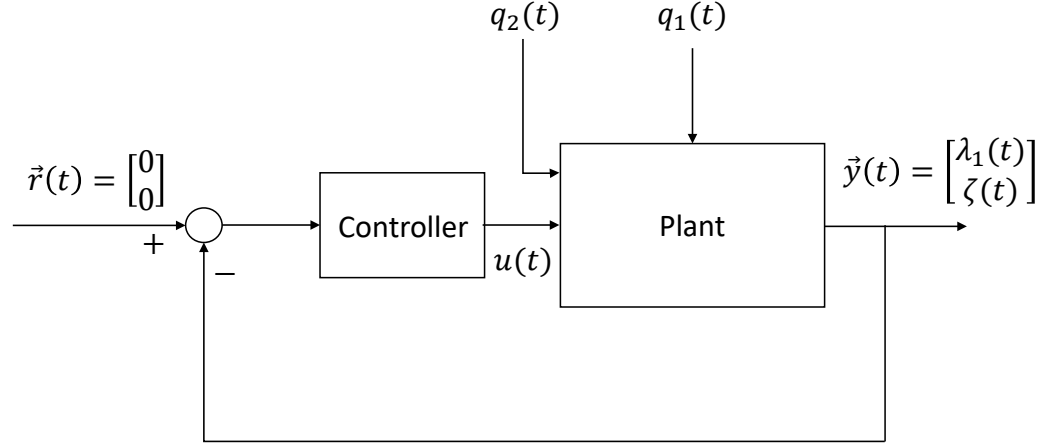 q₂(t)
q₁(t)
r⃗(t) = [0
0]
y⃗(t) = [λ₁(t)
ζ(t)]
Controller
Plant
+
u(t)
−